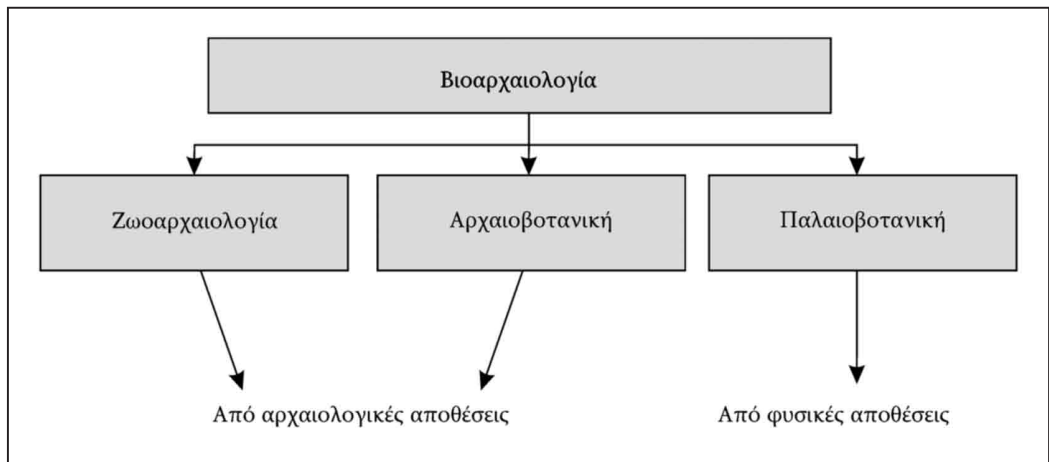 Βιοαρχαιολογία
Ζωοαρχαιολογία
Αρχαιοβοτανική
Παλαιοβοτανική
Από αρχαιολογικές αποθέσεις
Από φυσικές αποθέσεις